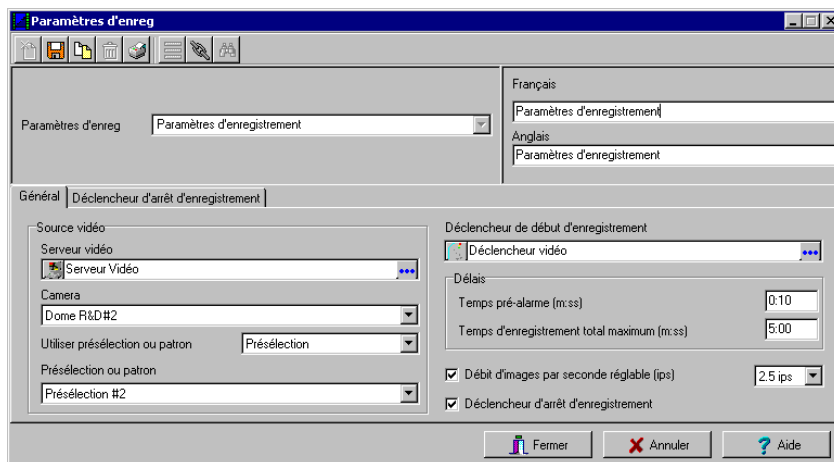 Paramètres d'enreg
Français
Paramètres d'enreg Paramètres d'enregistrement
Paramètres d'enregistrement
Anglais
Paramètres d'enregistrement
Général Déclencheur d'arrêt d'enregistrement
Source vidéo
Serveur vidéo
Serveur Vidéo
Camera
Dome R&D#2
Utiliser présélection ou patron Présélection
Présélection ou patron
Présélection #2
Déclencheur de début d'enregistrement
Déclencheur vidéo
Délais
Temps pré-alarme (m:ss) 0:10
Temps d'enregistrement total maximum (m:ss) 5:00
Débit d'images par seconde réglable (ips) 2.5 ips
Déclencheur d'arrêt d'enregistrement
Fermer Annuler Aide